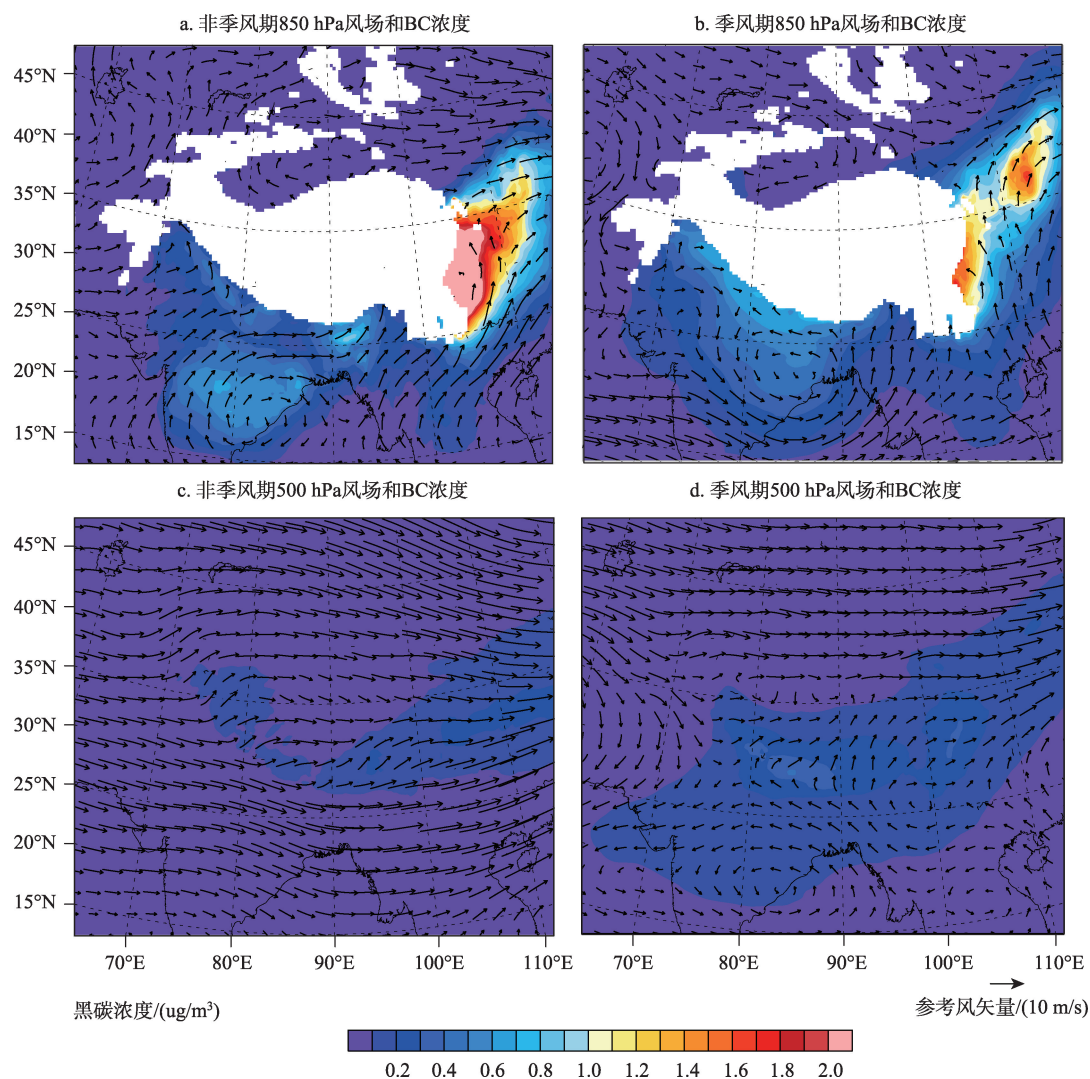 a. 非季风期850 hPa风场和BC浓度
b. 季风期850 hPa风场和BC浓度
45°N
40°N
35°N
30°N
25°N
20°N
15°N
c. 非季风期500 hPa风场和BC浓度
d. 季风期500 hPa风场和BC浓度
45°N
40°N
35°N
30°N
25°N
20°N
15°N
70°E 80°E 90°E 100°E 110°E 70°E 80°E 90°E 100°E 110°E
黑碳浓度/(ug/m³)
参考风矢量/(10 m/s)
0.2 0.4 0.6 0.8 1.0 1.2 1.4 1.6 1.8 2.0